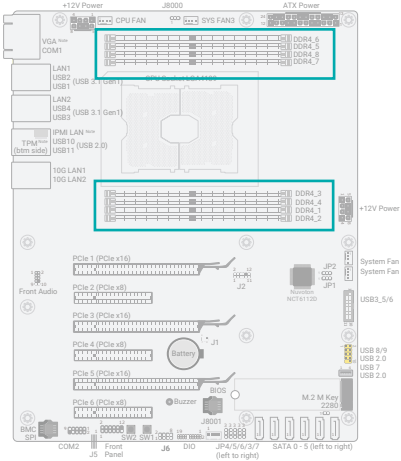 +12V Power
J8000
ATX Power
CPU FAN
SYS FAN3
DDR4_6
DDR4_5
DDR4_8
DDR4_7
VGA
COM1
LAN1
USB2
USB1
(USB 3.1 Gen1)
LAN2
USB4
USB3
(USB 3.1 Gen1)
IPMI LAN
TPM
(btm side)
USB10
USB11
(USB 2.0)
10G LAN1
10G LAN2
DDR4_3
DDR4_4
DDR4_1
DDR4_2
+12V Power
System Fan
System Fan
PCIe 1 (PCIe x16)
Front Audio
J2
JP2
JP1
Nuvoton
NCT6112D
PCIe 2 (PCIe x8)
USB3_5/6
PCIe 3 (PCIe x16)
J1
PCIe 4 (PCIe x8)
Battery
USB 8/9
USB 2.0
USB 7
USB 2.0
PCIe 5 (PCIe x16)
BIOS
M.2 M Key
2280
PCIe 6 (PCIe x8)
Buzzer
J8001
BMC
SPI
COM2
J5
Front
Panel
SW2
SW1
J6
DIO
JP4/5/6/3/7
(left to right)
SATA 0 - 5 (left to right)